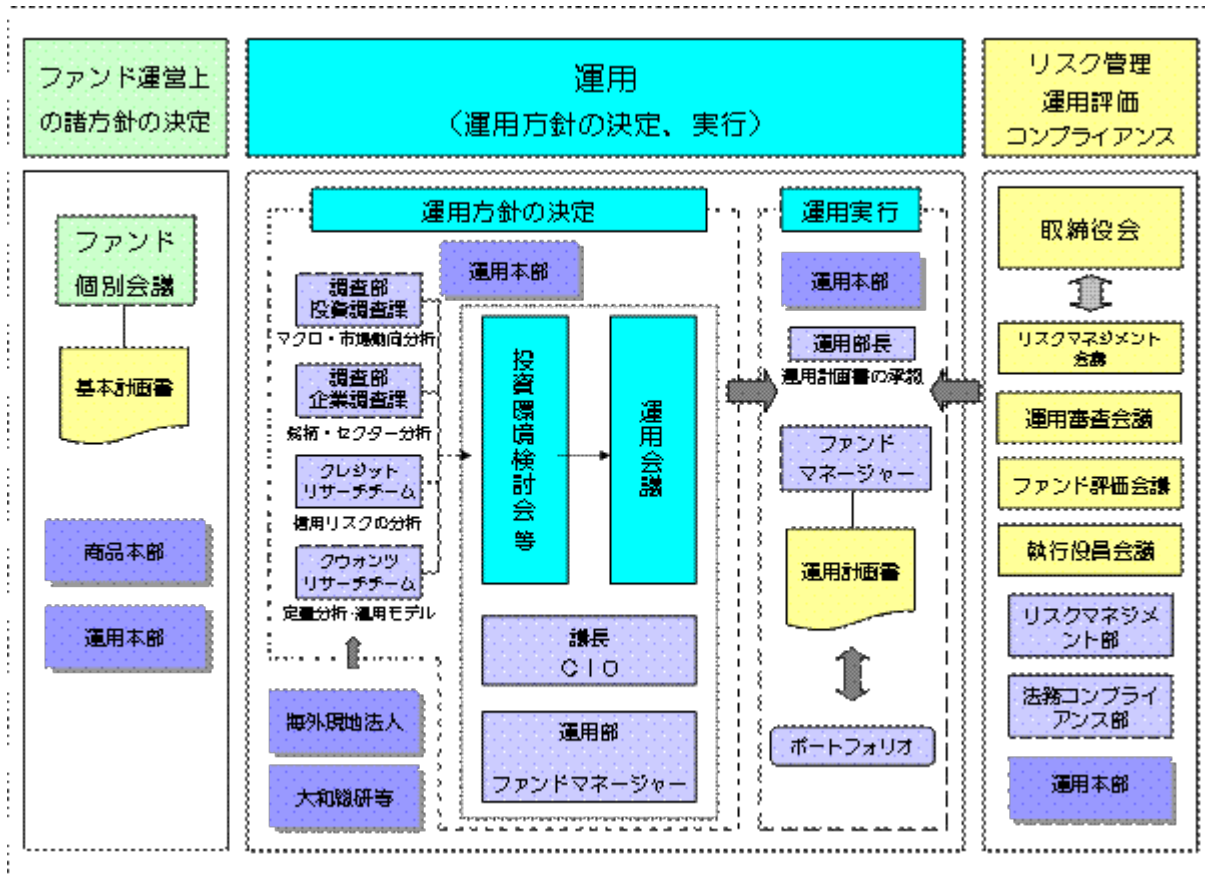 ファンド運営上
の諸方針の決定
運用
（運用方針の決定、実行）
リスク管理
運用評価
コンプライアンス
ファンド
個別会議
基本計画書
商品本部
運用本部
運用方針の決定
運用本部
調査部
投資調査課
マクロ・市場動向分析
調査部
企業調査課
銘柄・セクター分析
クレジット
リサーチチーム
信用リスクの分析
クウォンツ
リサーチチーム
定量分析・運用モデル
海外現地法人
大和総研等
投資環境検討会等
運用会議
議長
ＣＩＯ
運用部
ファンドマネージャー
運用実行
運用本部
運用部長
運用計画書の承認
ファンド
マネージャー
運用計画書
ポートフォリオ
取締役会
リスクマネジメント
会議
運用審査会議
ファンド評価会議
執行役員会議
リスクマネジメ
ント部
法務コンプライ
アンス部
運用本部